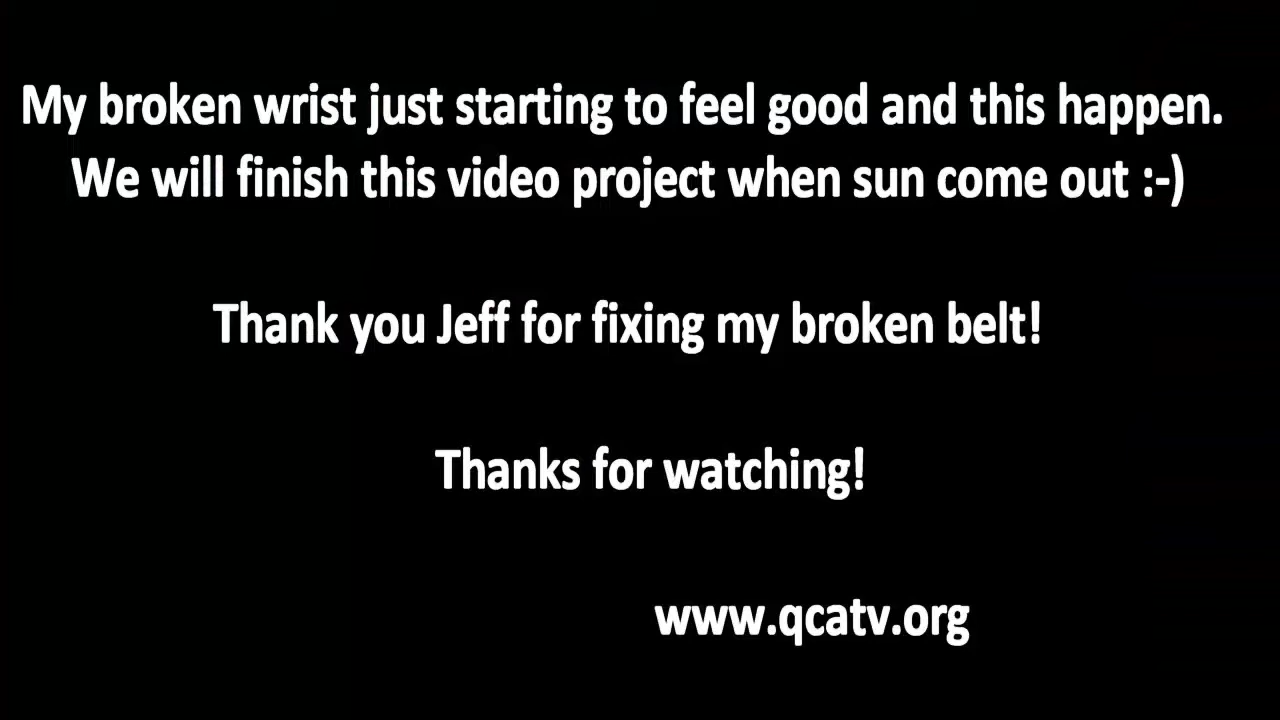 My broken wrist just starting to feel good and this happen.
We will finish this video project when sun come out :-)
Thank you Jeff for fixing my broken belt!
Thanks for watching!
www.qcatv.org